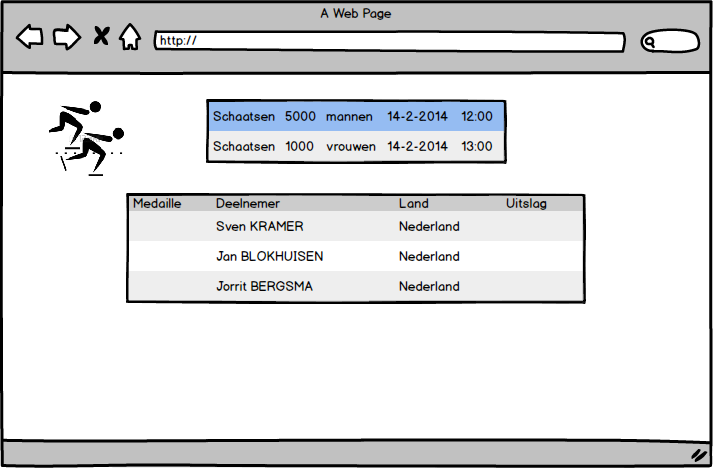 A Web Page
http://
Schaatsen 5000 mannen 14-2-2014 12:00
Schaatsen 1000 vrouwen 14-2-2014 13:00
Medaille Deelnemer Land Uitslag
Sven KRAMER Nederland
Jan BLOKHUISEN Nederland
Jorrit BERGSMA Nederland